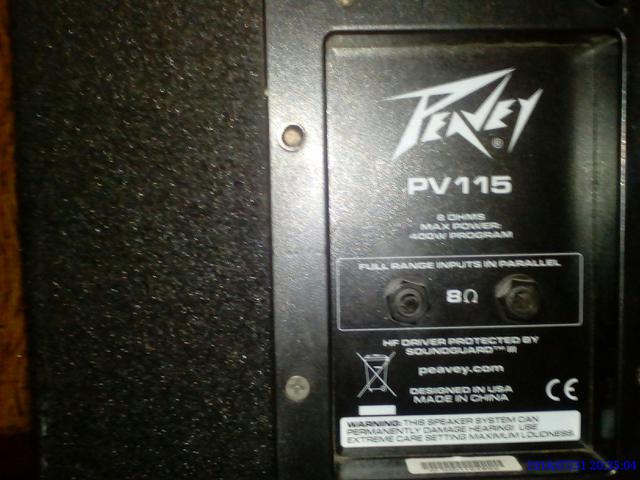 PEAVEY®
PV115
8 OHMS
MAX POWER:
400W PROGRAM
FULL RANGE INPUTS IN PARALLEL
8Ω
HF DRIVER PROTECTED BY
SOUNDGUARD™ III
peavey.com
DESIGNED IN USA
MADE IN CHINA
CE
WARNING: THIS SPEAKER SYSTEM CAN
PERMANENTLY DAMAGE HEARING! USE
EXTREME CARE SETTING MAXIMUM LOUDNESS.